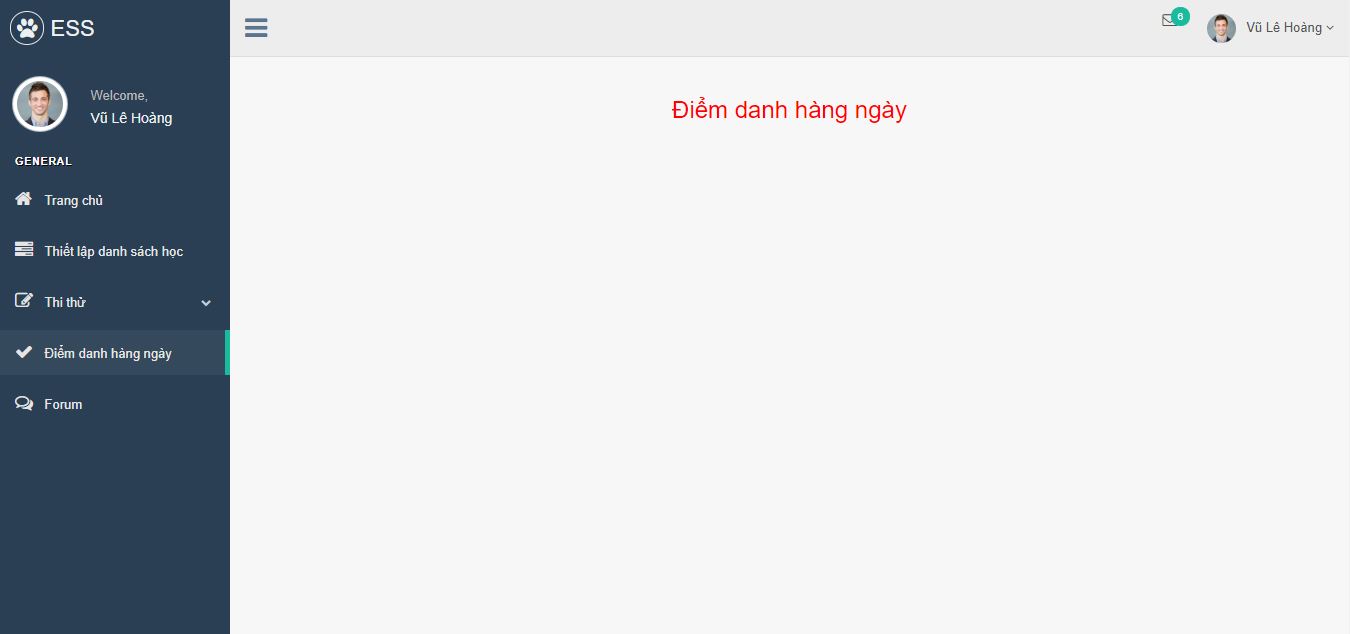 ESS
6
Vũ Lê Hoàng
Welcome,
Vũ Lê Hoàng
GENERAL
Trang chủ
Thiết lập danh sách học
Thi thử
Điểm danh hàng ngày
Forum
Điểm danh hàng ngày